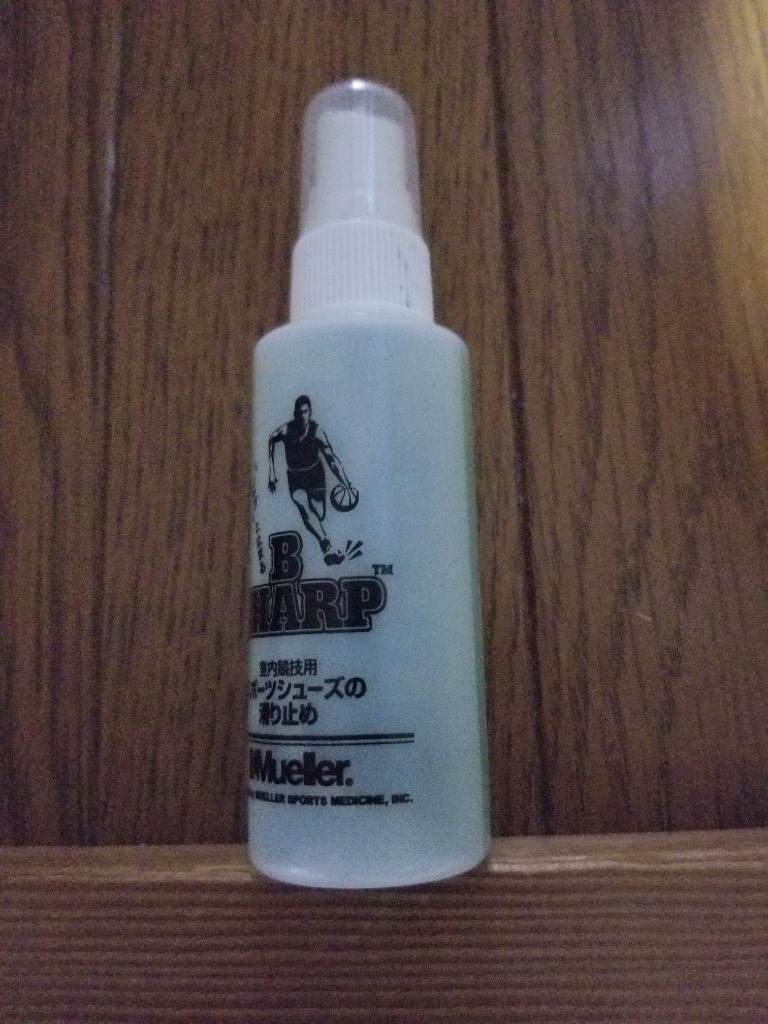 B
HARP™
室内競技用
ポーツシューズの
滑り止め
Mueller®
MUELLER SPORTS MEDICINE, INC.